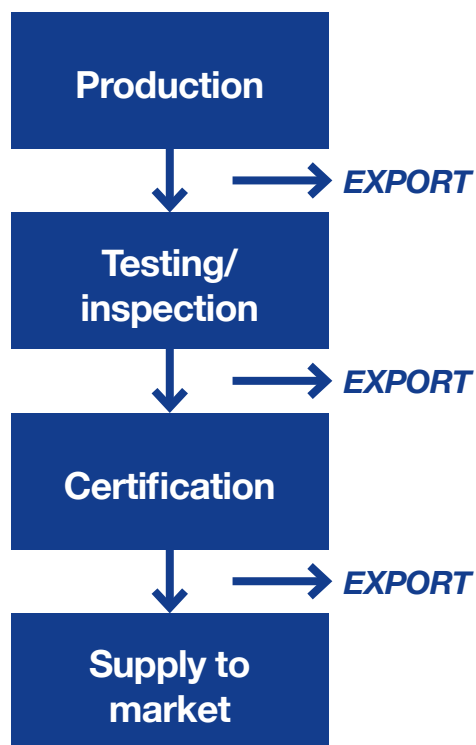 Production
EXPORT
Testing/
inspection
EXPORT
Certification
EXPORT
Supply to
market